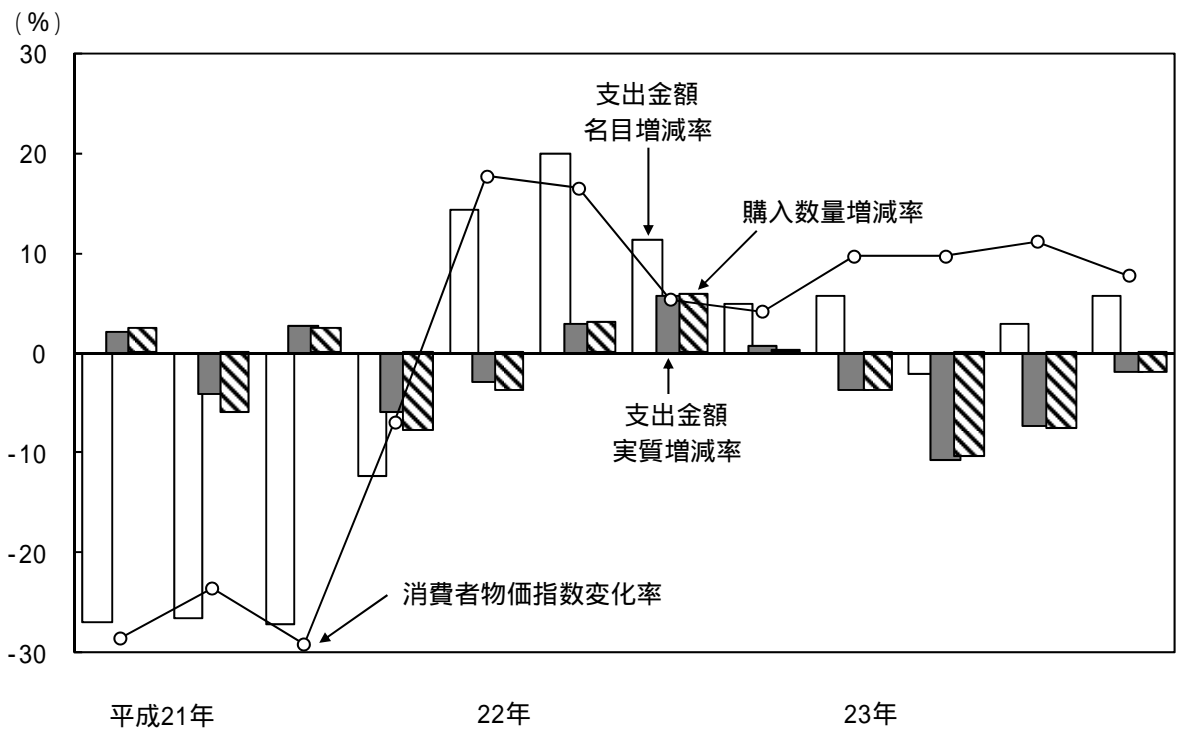 (%)
30
20
10
0
-10
-20
-30
支出金額
名目増減率
購入数量増減率
支出金額
実質増減率
消費者物価指数変化率
平成21年
22年
23年